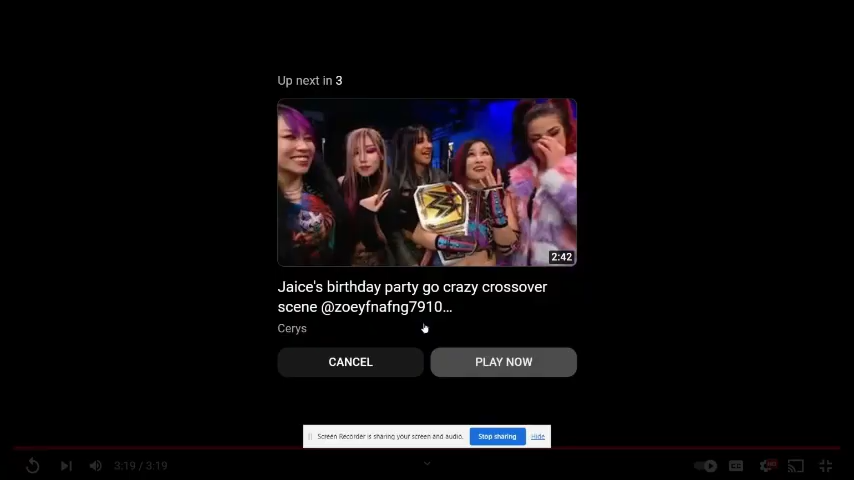 Up next in 3
2:42
Jaice's birthday party go crazy crossover
scene @zoeyfnafng7910...
Cerys
CANCEL
PLAY NOW
Screen Recorder is sharing your screen and audio.
Stop sharing
Hide
3:19 / 3:19